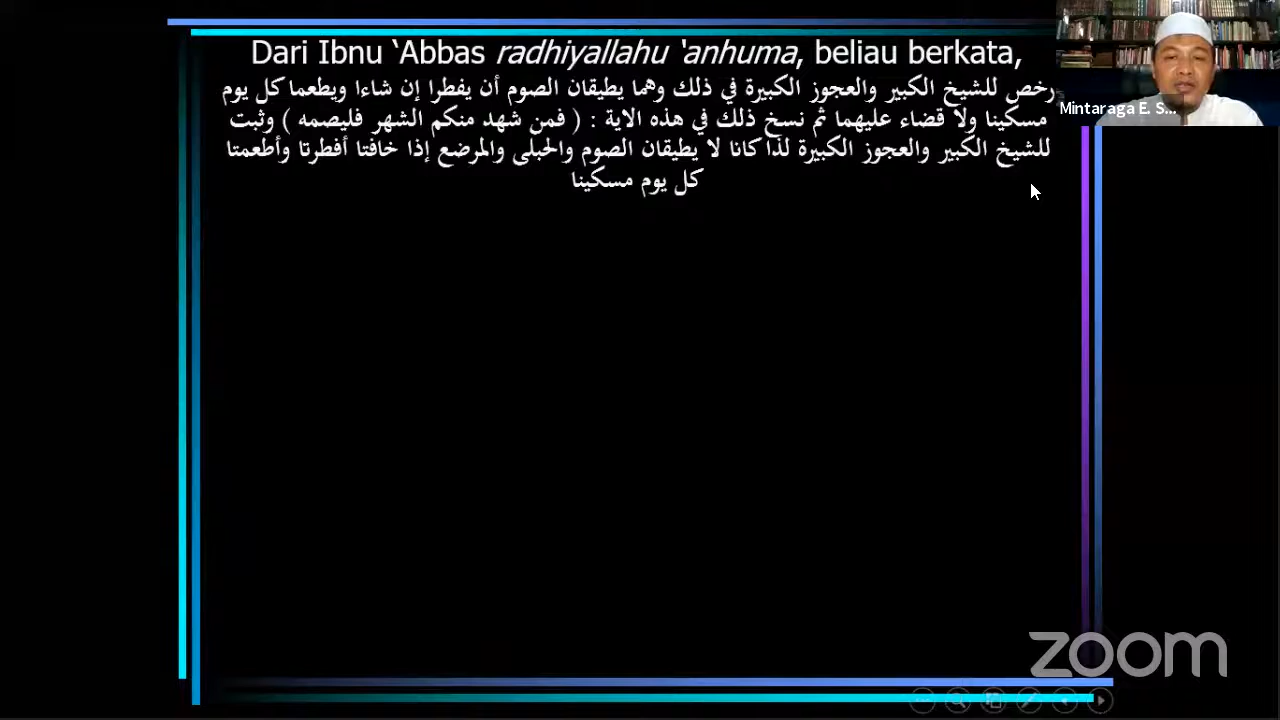 Dari Ibnu ‘Abbas radhiyallahu ‘anhuma, beliau berkata,
رخص للشيخ الكبير والعجوز الكبيرة في ذلك وهما يطيقان الصوم أن يفطرا إن شاءا ويطعما كل يوم
مسكينا ولا قضاء عليهما ثم نسخ ذلك في هذه الاية : ( فمن شهد منكم الشهر فليصمه ) وثبت
للشيخ الكبير والعجوز الكبيرة لذا كانا لا يطيقان الصوم والحبلى والمرضع إذا خافتا أفطرتا وأطعمتا
كل يوم مسكينا
Mintaraga E. S...
zoom